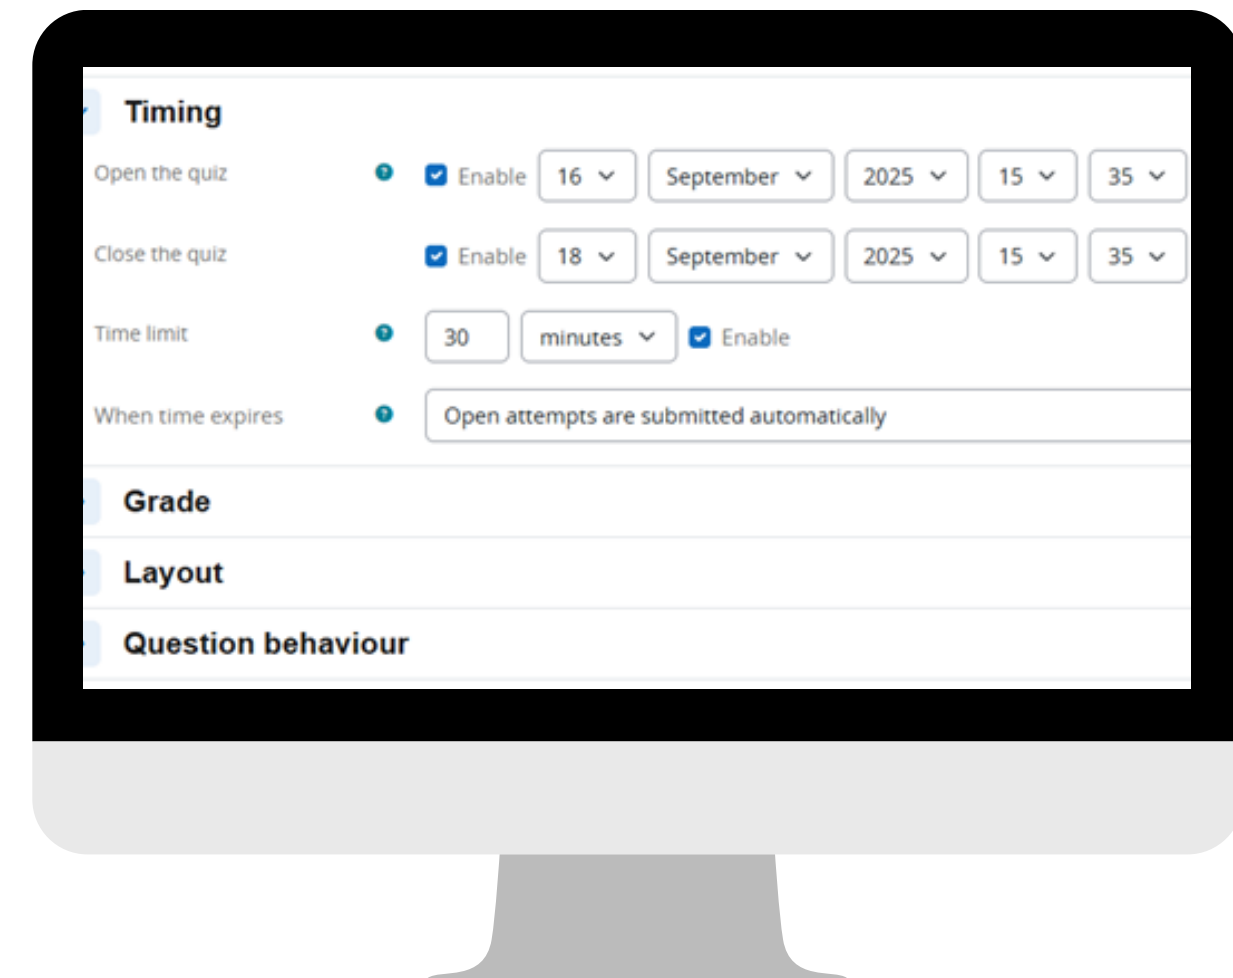 Timing
Open the quiz ? Enable 16 September 2025 15 35
Close the quiz Enable 18 September 2025 15 35
Time limit ? 30 minutes Enable
When time expires ? Open attempts are submitted automatically
Grade
Layout
Question behaviour